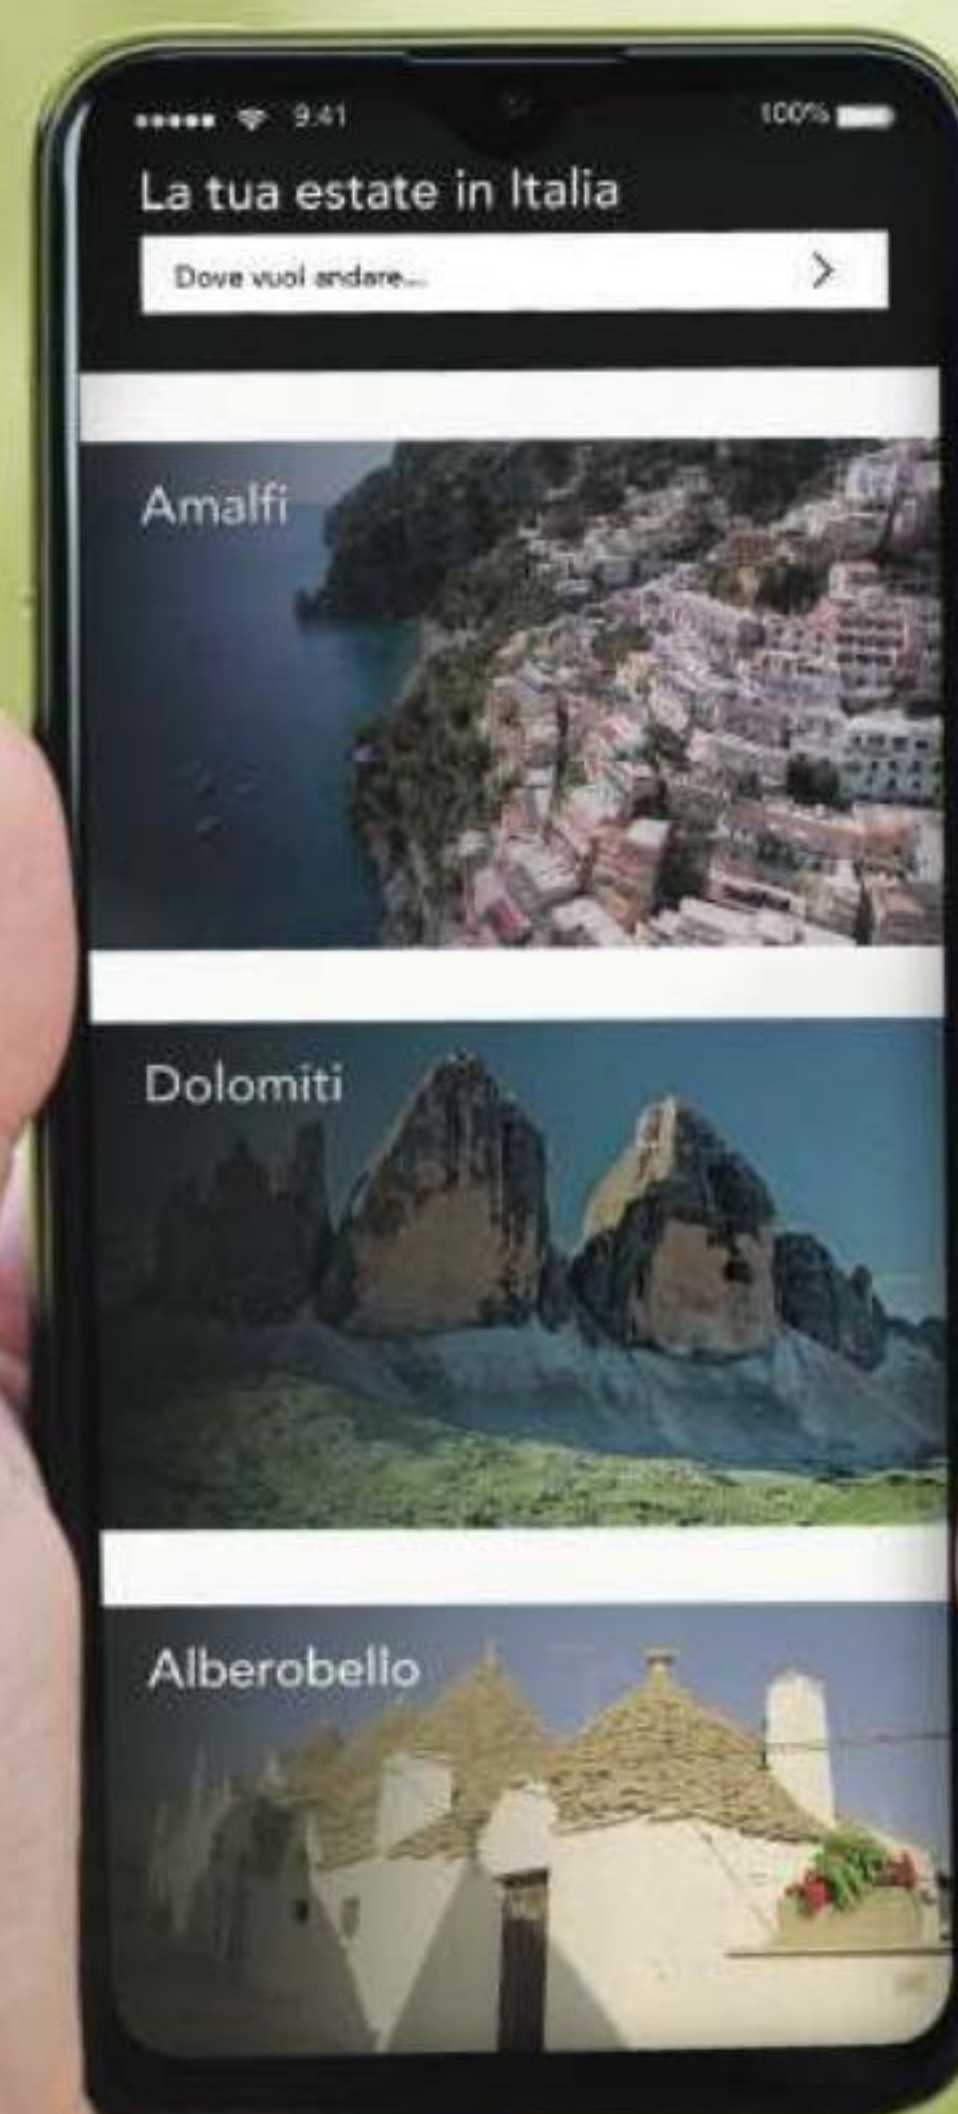 9:41
100%
La tua estate in Italia
Dove vuoi andare...
Amalfi
Dolomiti
Alberobello